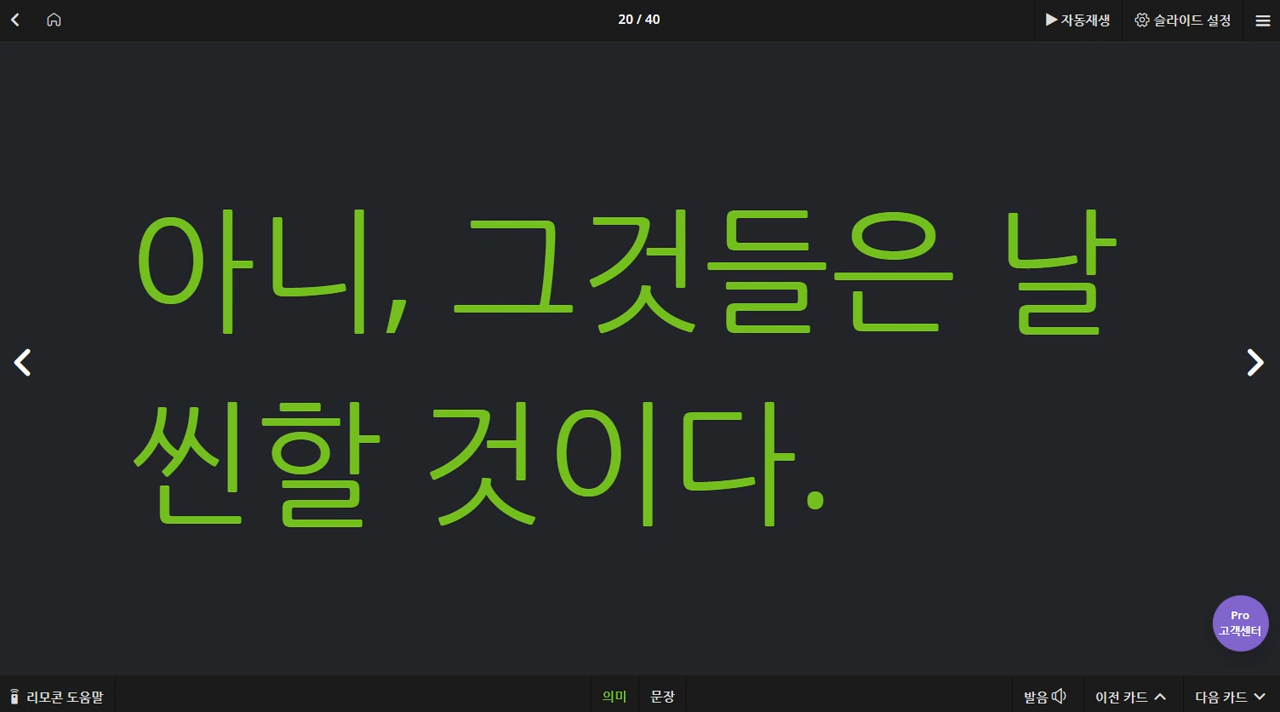 20 / 40
자동재생
슬라이드 설정
아니, 그것들은 날
씬할 것이다.
Pro
고객센터
리모콘 도움말
의미
문장
발음
이전 카드
다음 카드